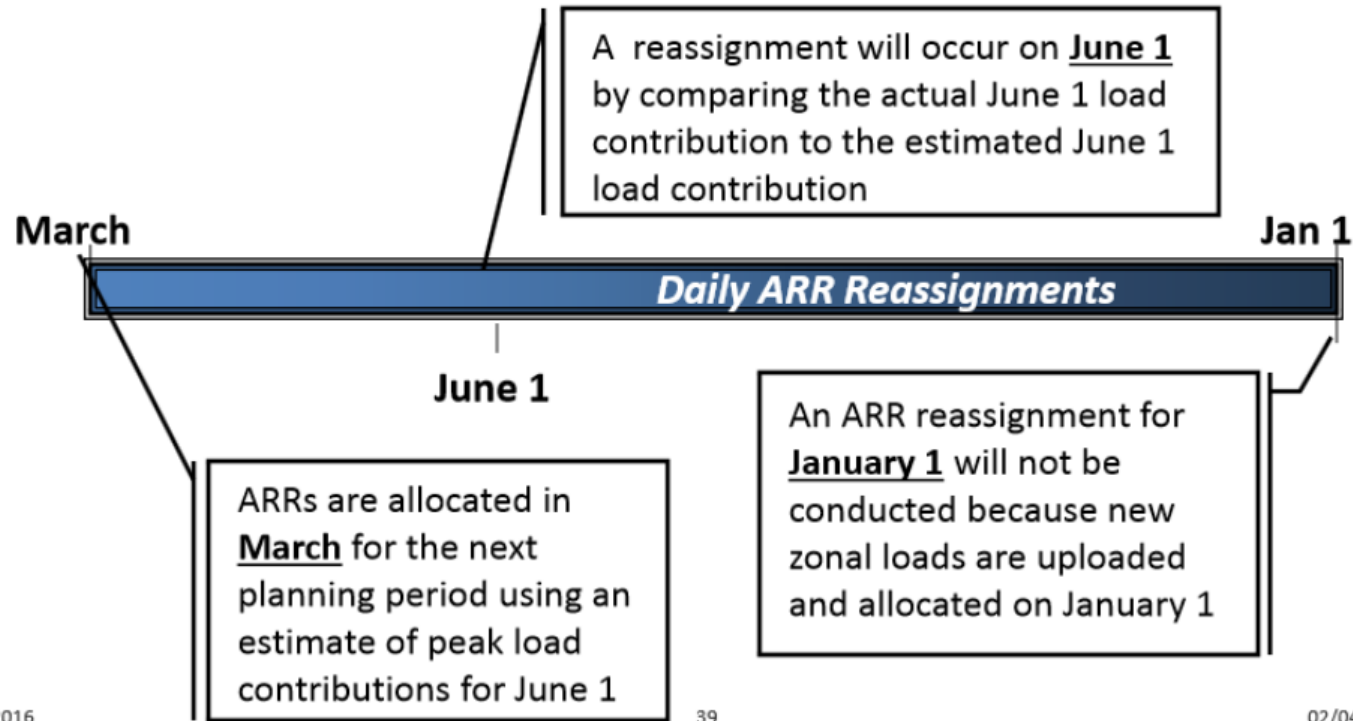 A reassignment will occur on June 1
by comparing the actual June 1 load
contribution to the estimated June 1
load contribution
March
Jan 1
Daily ARR Reassignments
June 1
An ARR reassignment for
January 1 will not be
conducted because new
zonal loads are uploaded
and allocated on January 1
ARRs are allocated in
March for the next
planning period using an
estimate of peak load
contributions for June 1